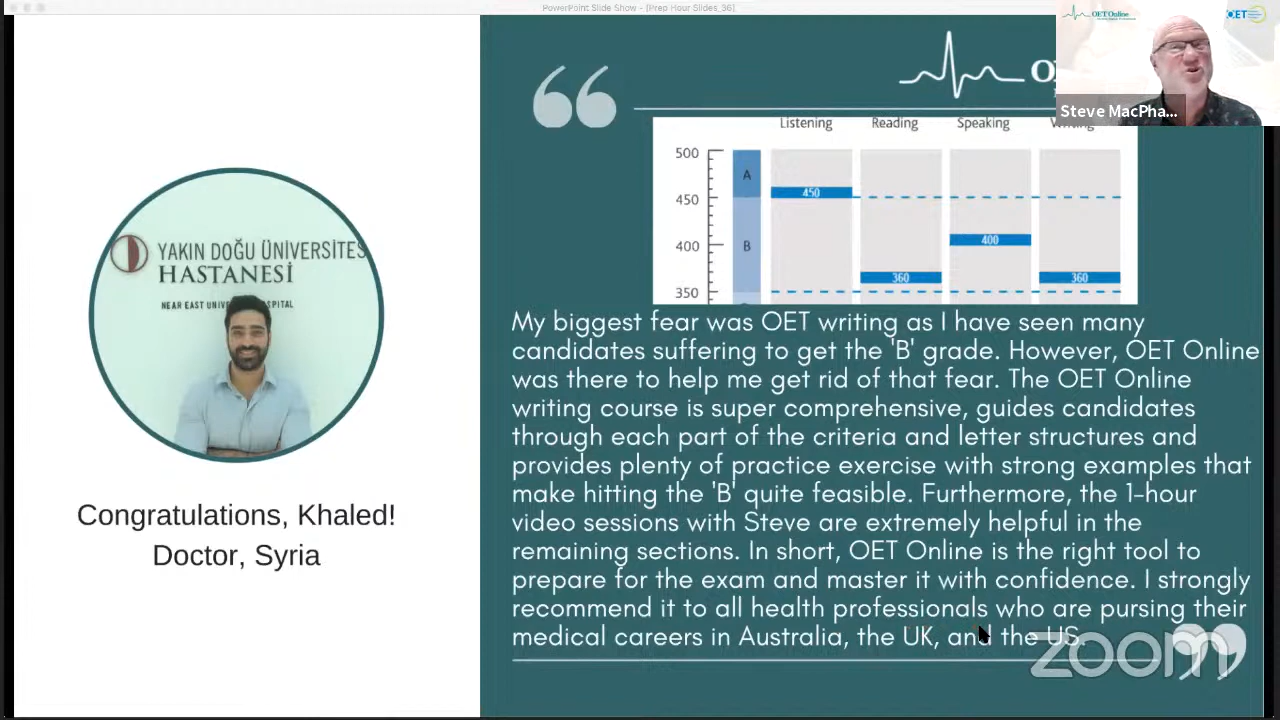 PowerPoint Slide Show - [Prep Hour Slides_36]
OET Online
OET
Steve MacPha...
Listening Reading Speaking Writing
500
A
450
450
400
B
400
360
360
350
YAKIN DOĞU ÜNİVERSİTES
HASTANESİ
NEAR EAST UNIVE HOSPITAL
Congratulations, Khaled!
Doctor, Syria
My biggest fear was OET writing as I have seen many
candidates suffering to get the 'B' grade. However, OET Online
was there to help me get rid of that fear. The OET Online
writing course is super comprehensive, guides candidates
through each part of the criteria and letter structures and
provides plenty of practice exercise with strong examples that
make hitting the 'B' quite feasible. Furthermore, the 1-hour
video sessions with Steve are extremely helpful in the
remaining sections. In short, OET Online is the right tool to
prepare for the exam and master it with confidence. I strongly
recommend it to all health professionals who are pursing their
medical careers in Australia, the UK, and the US.
zoom